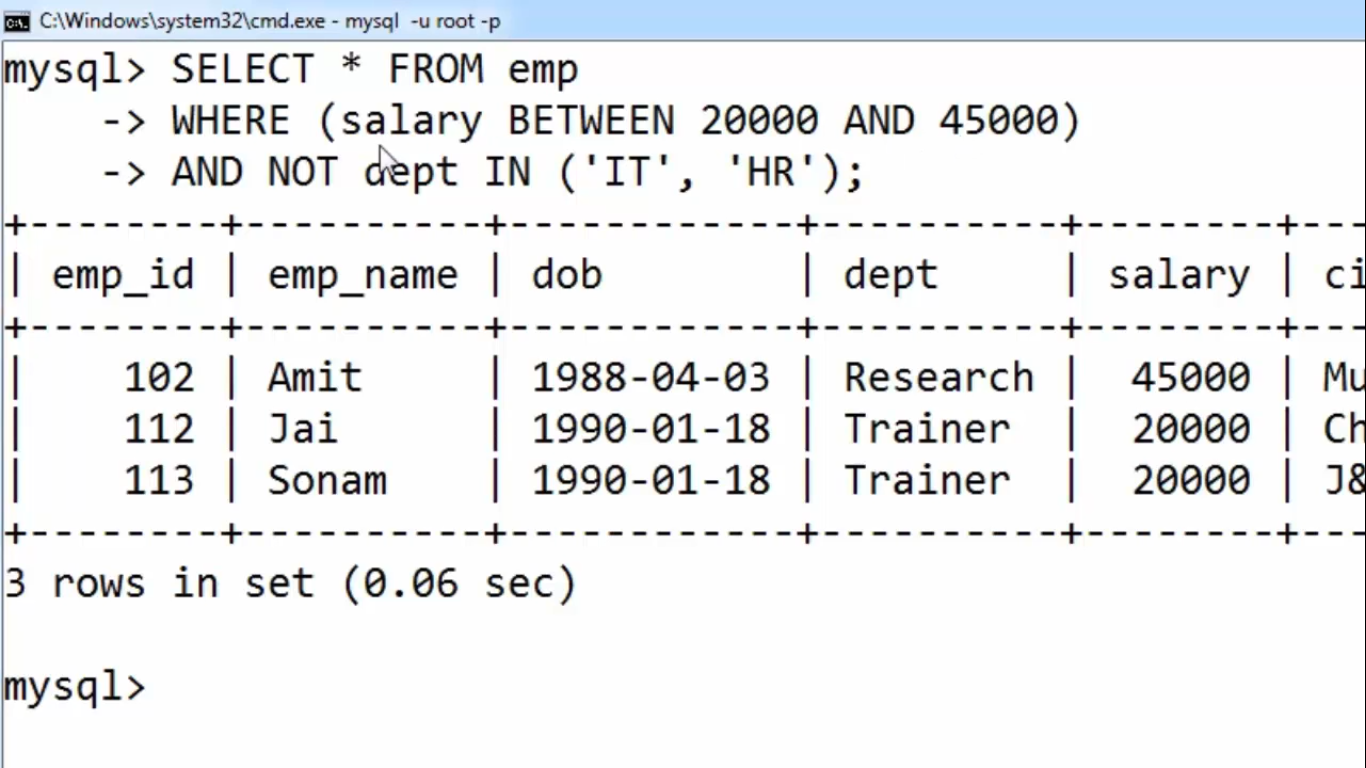 C:\Windows\system32\cmd.exe - mysql  -u root -p
mysql> SELECT * FROM emp
    -> WHERE (salary BETWEEN 20000 AND 45000)
    -> AND NOT dept IN ('IT', 'HR');
+--------+----------+------------+----------+--------+---
| emp_id | emp_name | dob        | dept     | salary | ci
+--------+----------+------------+----------+--------+---
|    102 | Amit     | 1988-04-03 | Research |  45000 | Mu
|    112 | Jai      | 1990-01-18 | Trainer  |  20000 | Ch
|    113 | Sonam    | 1990-01-18 | Trainer  |  20000 | J&
+--------+----------+------------+----------+--------+---
3 rows in set (0.06 sec)
mysql>